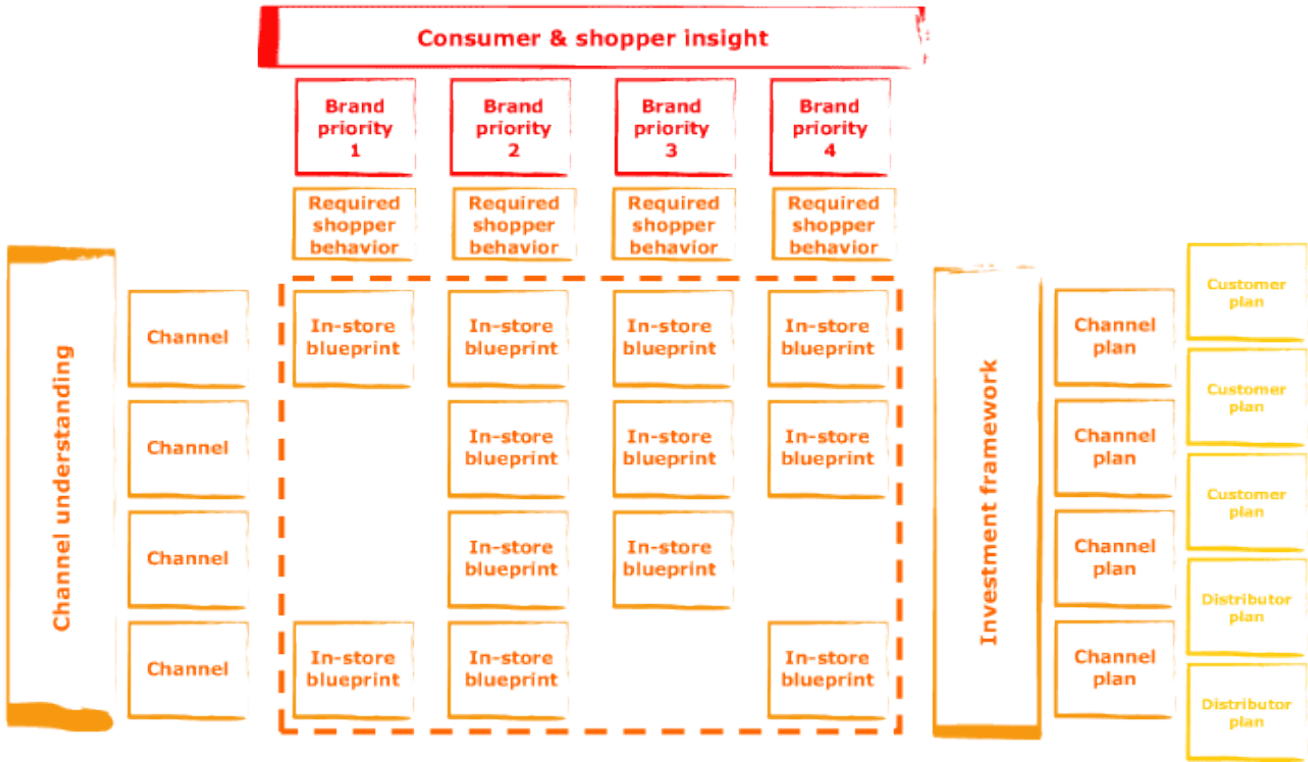 Consumer & shopper insight
Brand
priority
1
Brand
priority
2
Brand
priority
3
Brand
priority
4
Required
shopper
behavior
Required
shopper
behavior
Required
shopper
behavior
Required
shopper
behavior
Channel understanding
Channel
In-store
blueprint
In-store
blueprint
In-store
blueprint
In-store
blueprint
Channel
In-store
blueprint
In-store
blueprint
In-store
blueprint
Channel
In-store
blueprint
In-store
blueprint
Channel
In-store
blueprint
In-store
blueprint
In-store
blueprint
Investment framework
Channel
plan
Channel
plan
Channel
plan
Channel
plan
Customer
plan
Customer
plan
Customer
plan
Distributor
plan
Distributor
plan